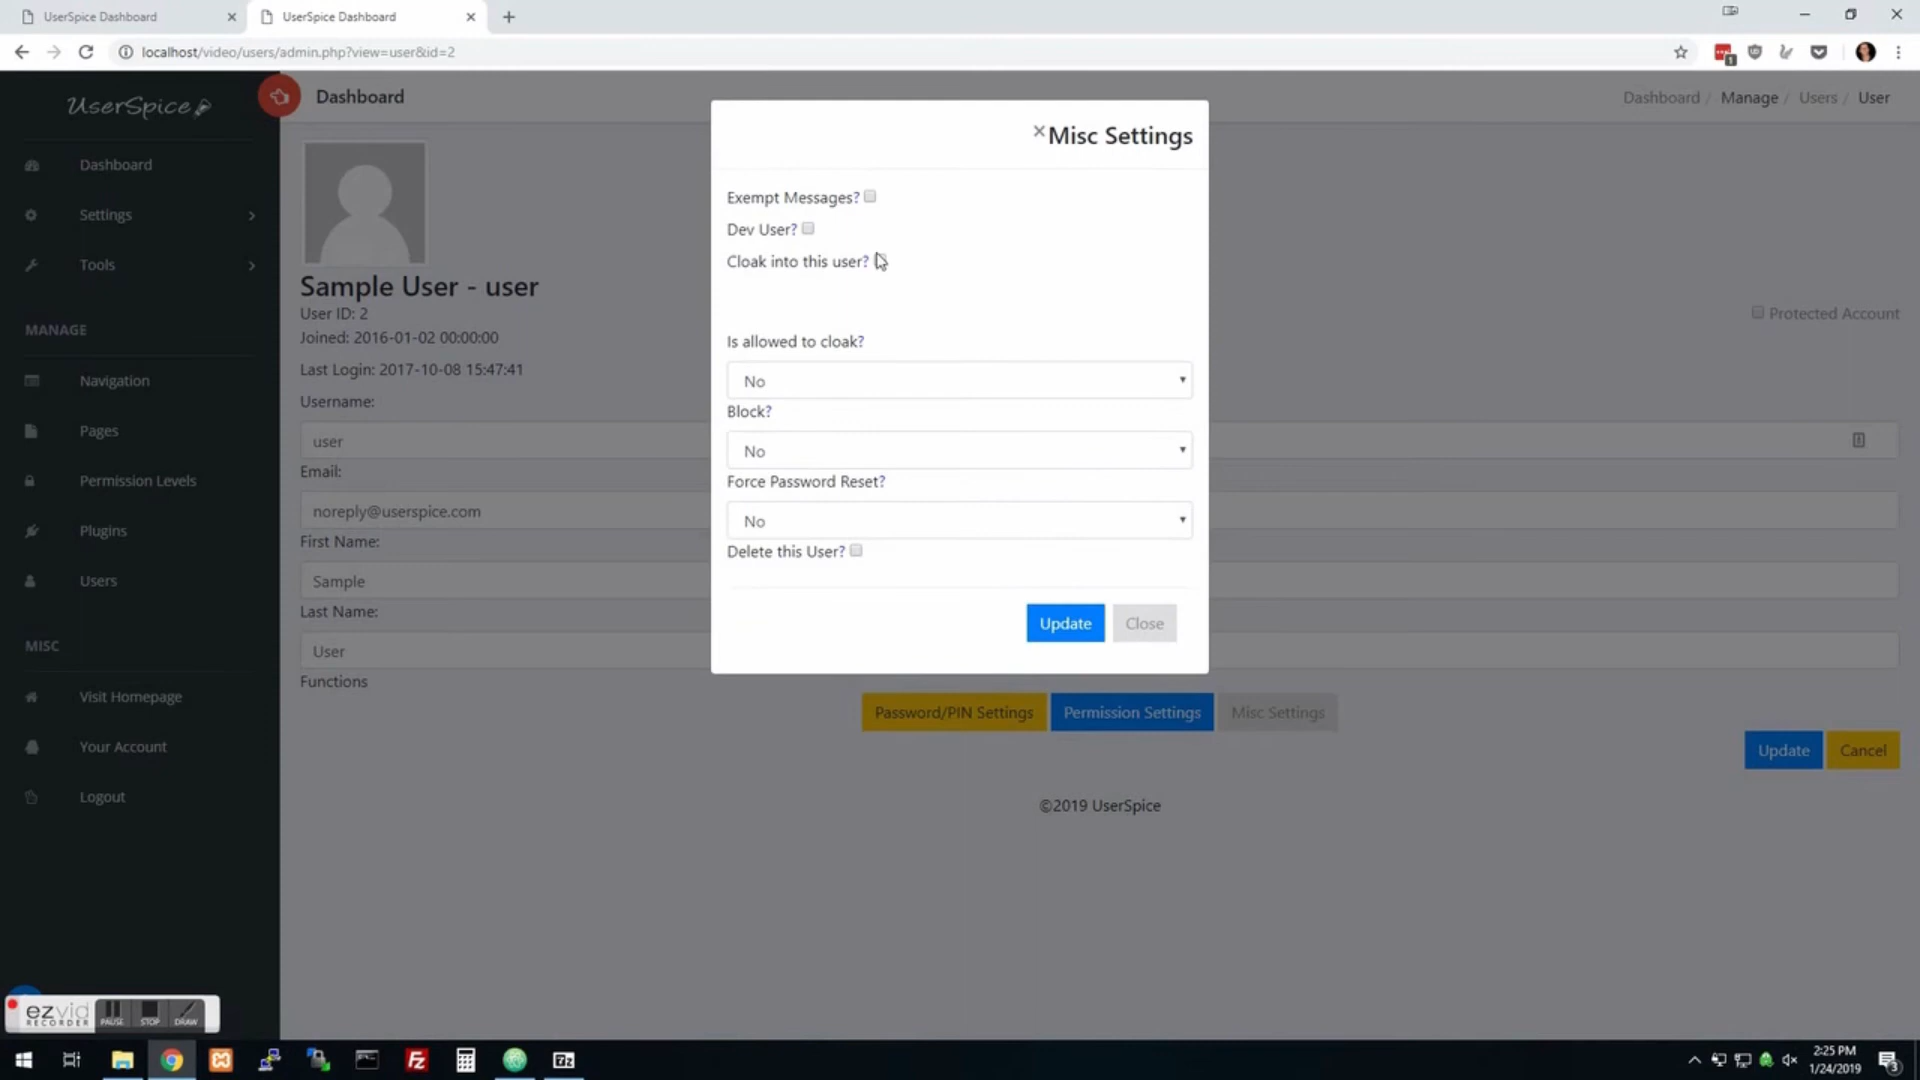 UserSpice Dashboard
UserSpice Dashboard
localhost/video/users/admin.php?view=user&id=2
1
UserSpice
Dashboard
Dashboard / Manage / Users / User
Dashboard
Settings
Tools
MANAGE
Navigation
Pages
Permission Levels
Plugins
Users
MISC
Visit Homepage
Your Account
Logout
Sample User - user
User ID: 2
Joined: 2016-01-02 00:00:00
Last Login: 2017-10-08 15:47:41
Protected Account
Username:
user
Email:
noreply@userspice.com
First Name:
Sample
Last Name:
User
Functions
×Misc Settings
Exempt Messages?
Dev User?
Cloak into this user?
Is allowed to cloak?
No
Block?
No
Force Password Reset?
No
Delete this User?
Update Close
Password/PIN Settings Permission Settings Misc Settings
Update Cancel
©2019 UserSpice
ezvid
RECORDER
PAUSE STOP DRAW
Fz
7z
2:25 PM
1/24/2019
3